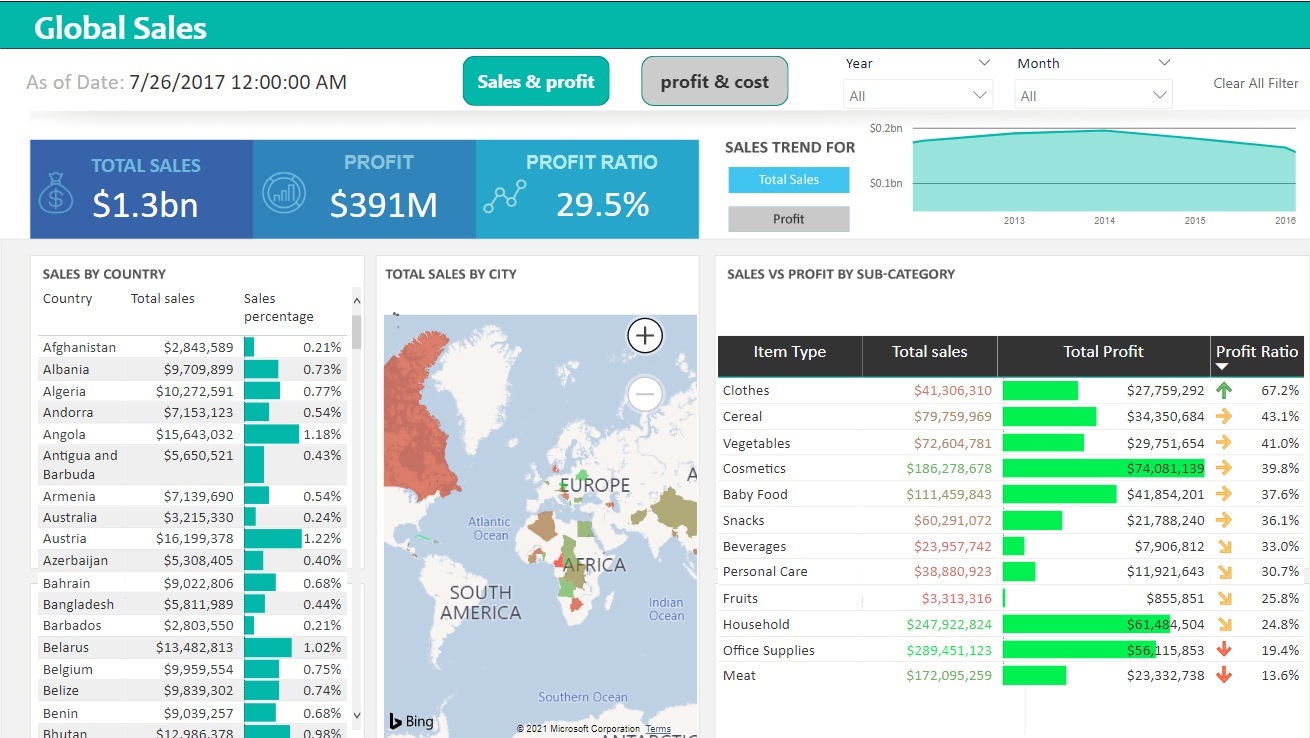 Global Sales
As of Date: 7/26/2017 12:00:00 AM
Sales & profit
profit & cost
Year
All
Month
All
Clear All Filter
TOTAL SALES
$1.3bn
PROFIT
$391M
PROFIT RATIO
29.5%
SALES TREND FOR
Total Sales
Profit
$0.2bn
$0.1bn
2013 2014 2015 2016
SALES BY COUNTRY
Country Total sales Sales
percentage
Afghanistan $2,843,589 0.21%
Albania $9,709,899 0.73%
Algeria $10,272,591 0.77%
Andorra $7,153,123 0.54%
Angola $15,643,032 1.18%
Antigua and $5,650,521 0.43%
Barbuda
Armenia $7,139,690 0.54%
Australia $3,215,330 0.24%
Austria $16,199,378 1.22%
Azerbaijan $5,308,405 0.40%
Bahrain $9,022,806 0.68%
Bangladesh $5,811,989 0.44%
Barbados $2,803,550 0.21%
Belarus $13,482,813 1.02%
Belgium $9,959,554 0.75%
Belize $9,839,302 0.74%
Benin $9,039,257 0.68%
Bhutan $12,986,378 0.98%
TOTAL SALES BY CITY
EUROPE
A
Atlantic
Ocean
AFRICA
SOUTH
AMERICA
Indian
Ocean
Southern Ocean
Bing
© 2021 Microsoft Corporation Terms
ANTARCTIC
SALES VS PROFIT BY SUB-CATEGORY
Item Type Total sales Total Profit Profit Ratio
Clothes $41,306,310 $27,759,292 67.2%
Cereal $79,759,969 $34,350,684 43.1%
Vegetables $72,604,781 $29,751,654 41.0%
Cosmetics $186,278,678 $74,081,139 39.8%
Baby Food $111,459,843 $41,854,201 37.6%
Snacks $60,291,072 $21,788,240 36.1%
Beverages $23,957,742 $7,906,812 33.0%
Personal Care $38,880,923 $11,921,643 30.7%
Fruits $3,313,316 $855,851 25.8%
Household $247,922,824 $61,484,504 24.8%
Office Supplies $289,451,123 $56,115,853 19.4%
Meat $172,095,259 $23,332,738 13.6%